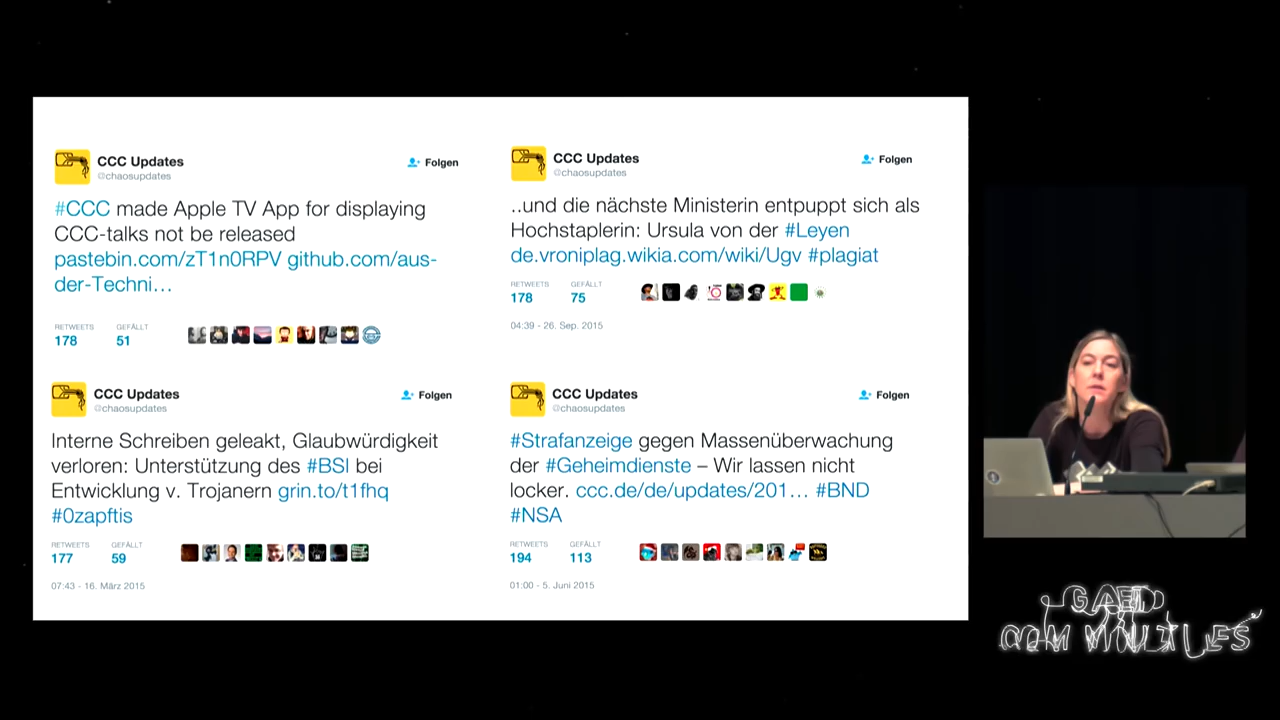 CCC Updates
@chaosupdates
Folgen
#CCC made Apple TV App for displaying
CCC-talks not be released
pastebin.com/zT1n0RPV github.com/aus-
der-Techni…
RETWEETS
GEFÄLLT
178
51
CCC Updates
@chaosupdates
Folgen
..und die nächste Ministerin entpuppt sich als
Hochstaplerin: Ursula von der #Leyen
de.vroniplag.wikia.com/wiki/Ugv #plagiat
RETWEETS
GEFÄLLT
178
75
04:39 - 26. Sep. 2015
CCC Updates
@chaosupdates
Folgen
Interne Schreiben geleakt, Glaubwürdigkeit
verloren: Unterstützung des #BSI bei
Entwicklung v. Trojanern grin.to/t1fhq
#0zapftis
RETWEETS
GEFÄLLT
177
59
07:43 - 16. März 2015
CCC Updates
@chaosupdates
Folgen
#Strafanzeige gegen Massenüberwachung
der #Geheimdienste – Wir lassen nicht
locker. ccc.de/de/updates/201… #BND
#NSA
RETWEETS
GEFÄLLT
194
113
01:00 - 5. Juni 2015